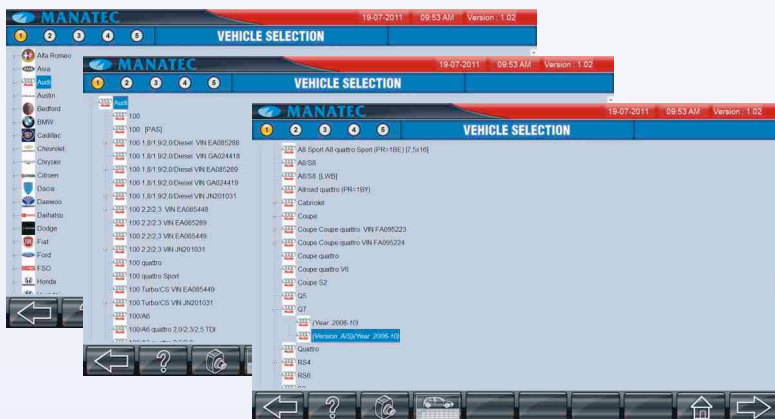 MANATEC
19-07-2011 09:53 AM Version : 1.02
1 2 3 4 5
VEHICLE SELECTION
Alfa Romeo
Asia
Audi
Austin
Bedford
BMW
Cadillac
Chevrolet
Chrysler
Citroen
Dacia
Daewoo
Daihatsu
Dodge
Fiat
Ford
FSO
Honda
MANATEC
19-07-2011 09:53 AM Version : 1.02
1 2 3 4 5
VEHICLE SELECTION
Audi
100
100 [PAS]
100 1.8/1.9/2.0/Diesel VIN EA085288
100 1.8/1.9/2.0/Diesel VIN GA024418
100 1.8/1.9/2.0/Diesel VIN EA085289
100 1.8/1.9/2.0/Diesel VIN GA024419
100 1.8/1.9/2.0/Diesel VIN JN201031
100 2.2/2,3 VIN EA085448
100 2.2/2,3 VIN EA085289
100 2.2/2,3 VIN EA085449
100 2.2/2,3 VIN JN201031
100 quattro
100 quattro Sport
100 Turbo/CS VIN EA085449
100 Turbo/CS VIN JN201031
100/A6
100/A6 quattro 2,0/2.3/2.5 TDI
MANATEC
19-07-2011 09:53 AM Version : 1.02
1 2 3 4 5
VEHICLE SELECTION
A8 Sport A8 quattro Sport (PR=1BE) [7,5x16]
A8/S8
A8/S8 [LWB]
Allroad quattro (PR=1BY)
Cabriolet
Coupe
Coupe Coupe quattro VIN FA095223
Coupe Coupe quattro VIN FA095224
Coupe quattro
Coupe quattro V6
Coupe S2
Q5
Q7
(Year :2006-10)
(Version :A/S)(Year :2006-10)
Quattro
RS4
RS6